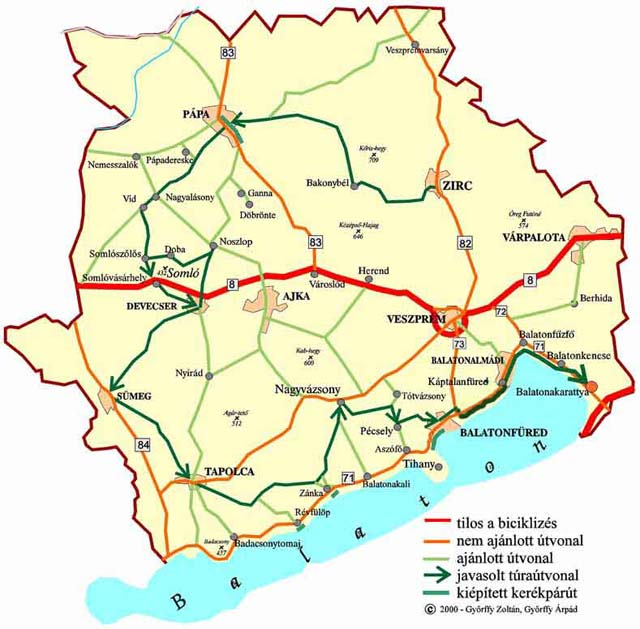 Veszprémvarsány
83
PÁPA
Kőris-hegy
709
Nemesszalók
Pápadereske
Bakonybél
ZIRC
Vid
Nagyalásony
Ganna
Döbrönte
Öreg Futóné
574
Középső-Hajag
646
VÁRPALOTA
Noszlop
83
82
Somlószőlős
Doba
432
Somló
Somlóvásárhely
8
Városlőd
Herend
8
Berhida
DEVECSER
AJKA
VESZPRÉM
72
73
Balatonfűzfő
71
Balatonkenese
BALATONALMÁDI
Kab-hegy
600
Nyírád
Káptalanfüred
Balatonakarattya
SÜMEG
Nagyvázsony
Tótvázsony
Agár-tető
512
Pécsely
BALATONFÜRED
84
Aszófő
TAPOLCA
71
Tihany
Zánka
Balatonakali
Révfülöp
Badacsony
437
Badacsonytomaj
Balaton
tilos a biciklizés
nem ajánlott útvonal
ajánlott útvonal
javasolt túraútvonal
kiépített kerékpárút
© 2000 - Győrffy Zoltán, Győrffy Árpád